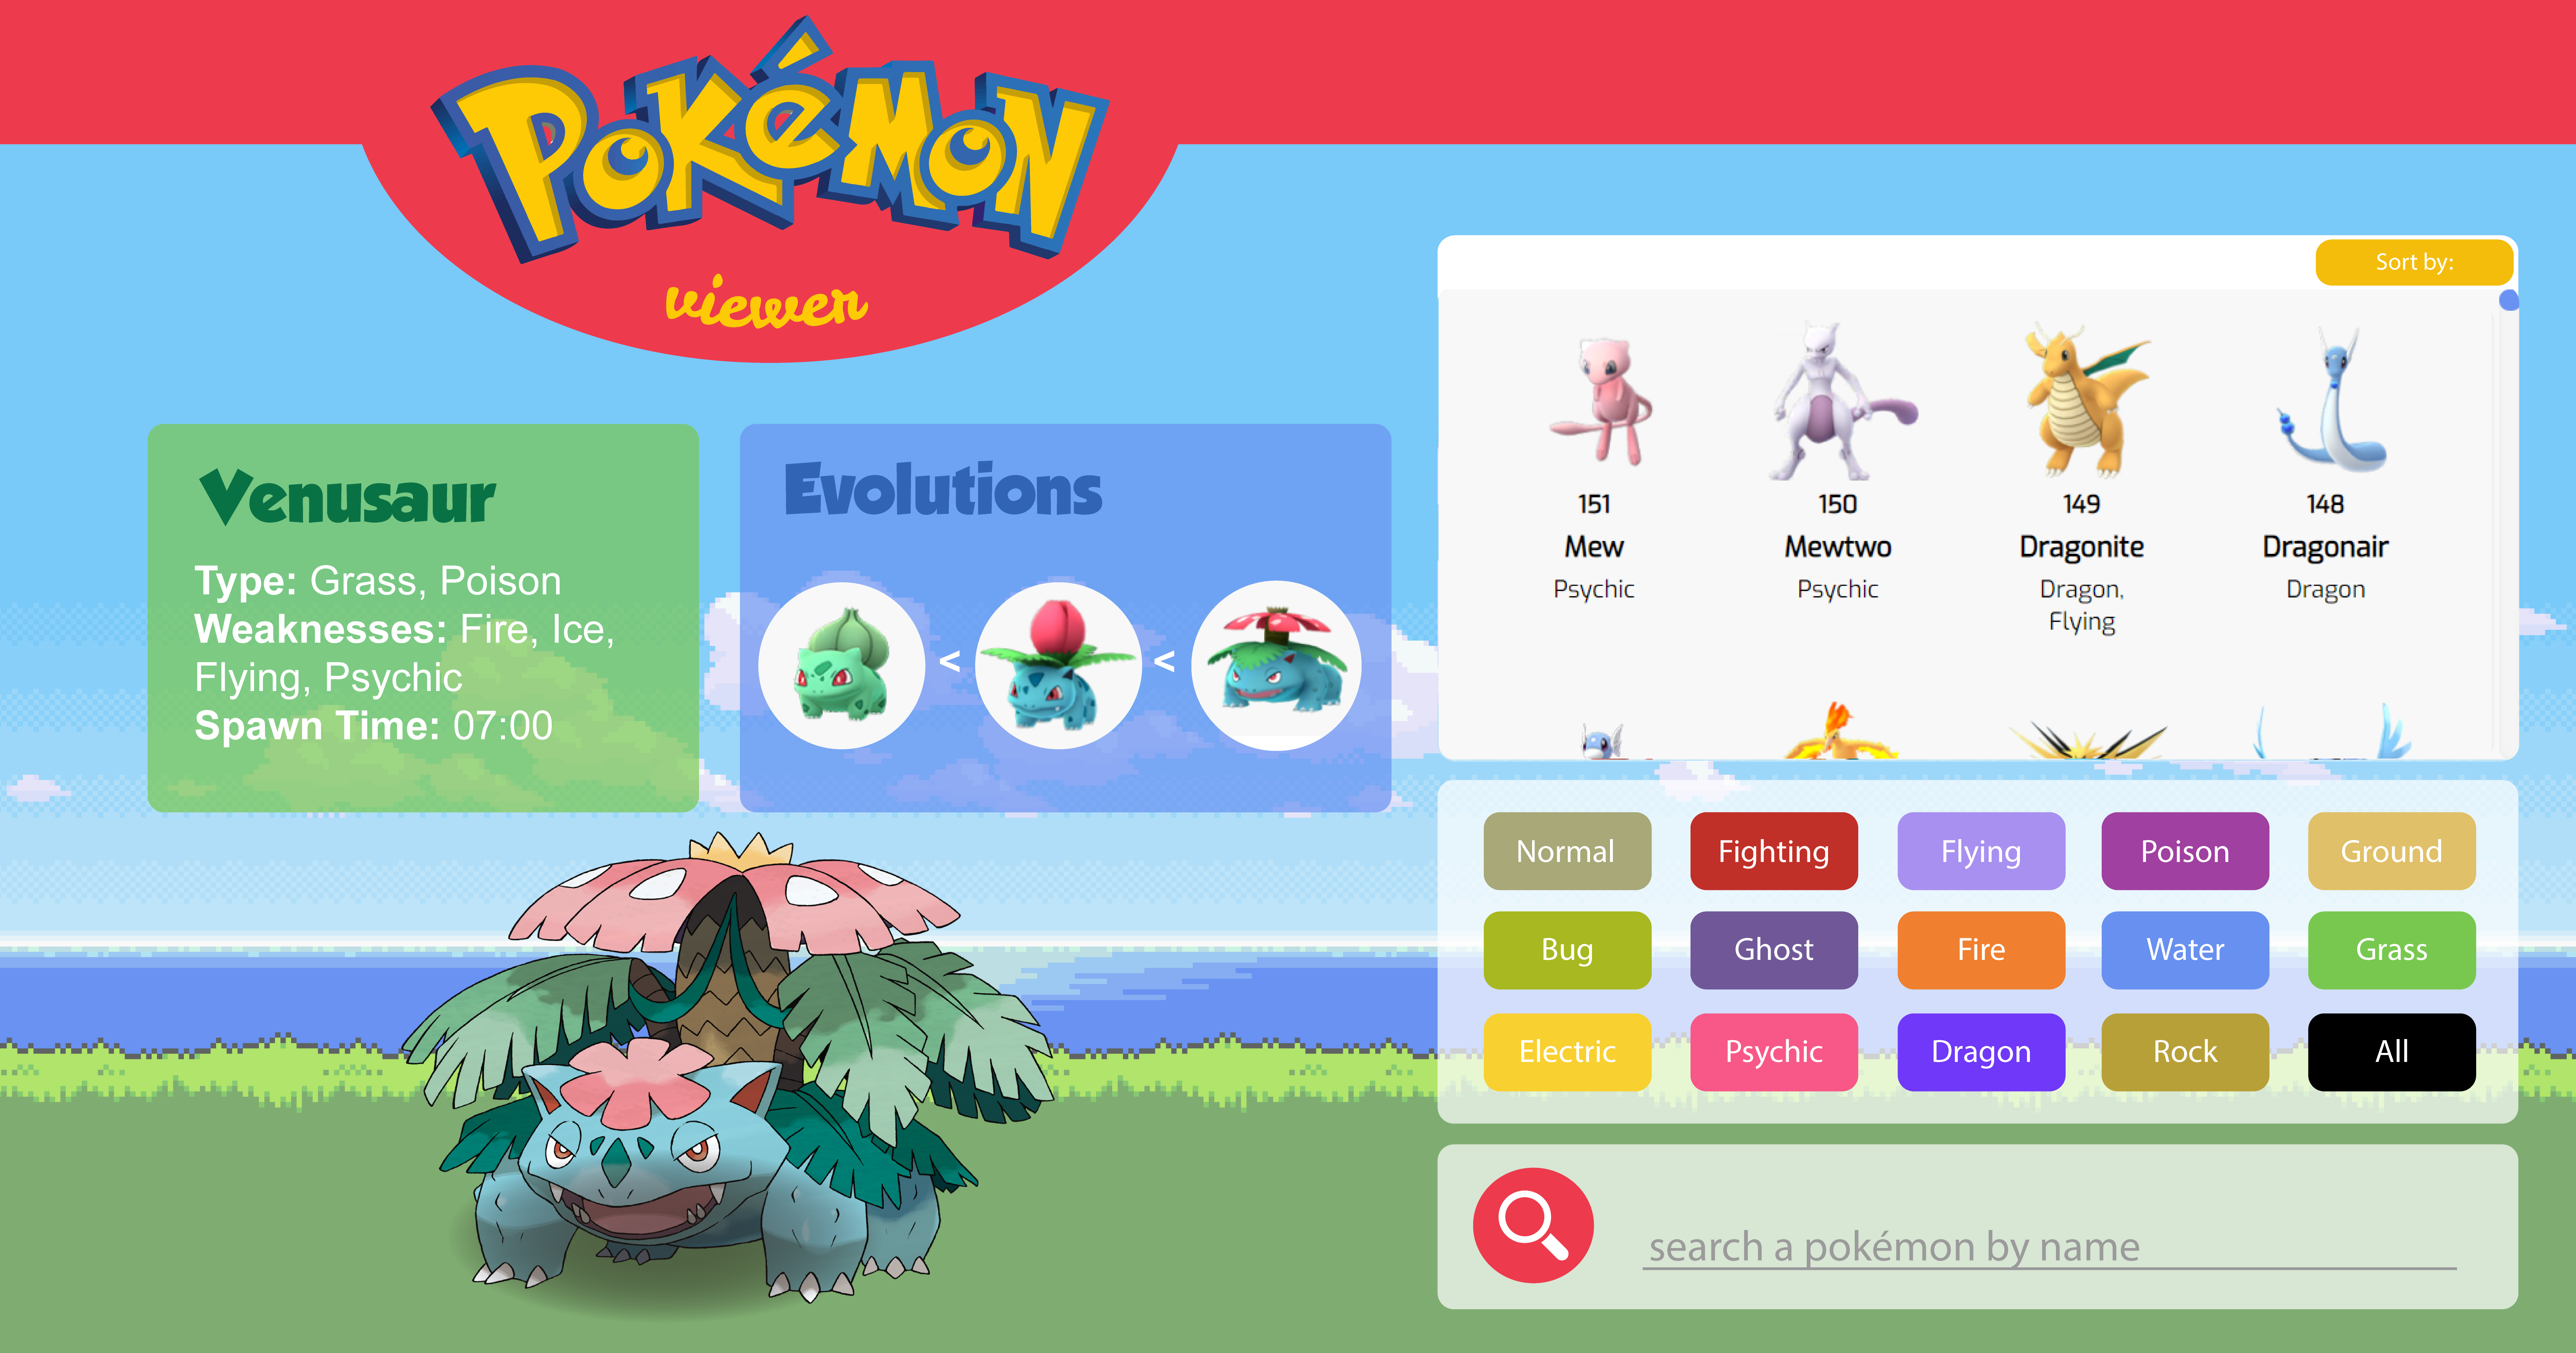 Pokémon
viewer
Venusaur
Type: Grass, Poison
Weaknesses: Fire, Ice,
Flying, Psychic
Spawn Time: 07:00
Evolutions
< <
Sort by:
151 150 149 148
Mew Mewtwo Dragonite Dragonair
Psychic Psychic Dragon, Dragon
Flying
Normal Fighting Flying Poison Ground
Bug Ghost Fire Water Grass
Electric Psychic Dragon Rock All
search a pokémon by name